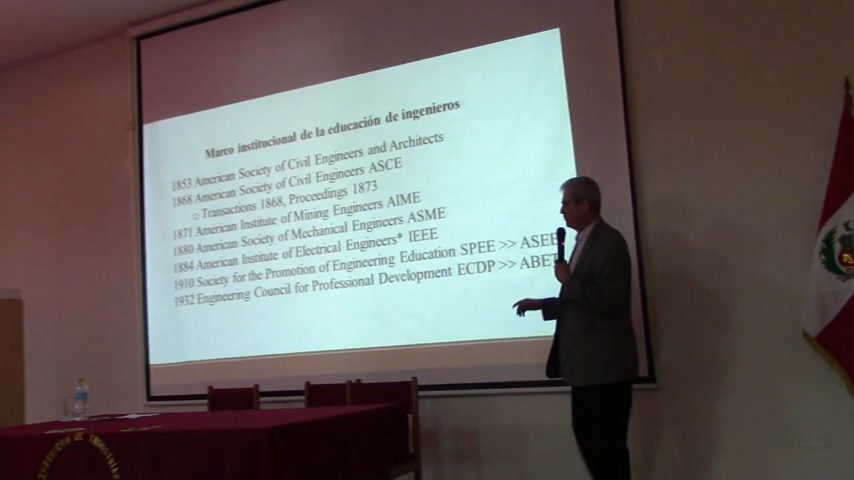 Marco institucional de la educación de ingenieros
1853 American Society of Civil Engineers and Architects
1868 American Society of Civil Engineers ASCE
o Transactions 1868, Proceedings 1873
1871 American Institute of Mining Engineers AIME
1880 American Society of Mechanical Engineers ASME
1884 American Institute of Electrical Engineers* IEEE
1910 Society for the Promotion of Engineering Education SPEE >> ASEE
1932 Engineering Council for Professional Development ECDP >> ABET